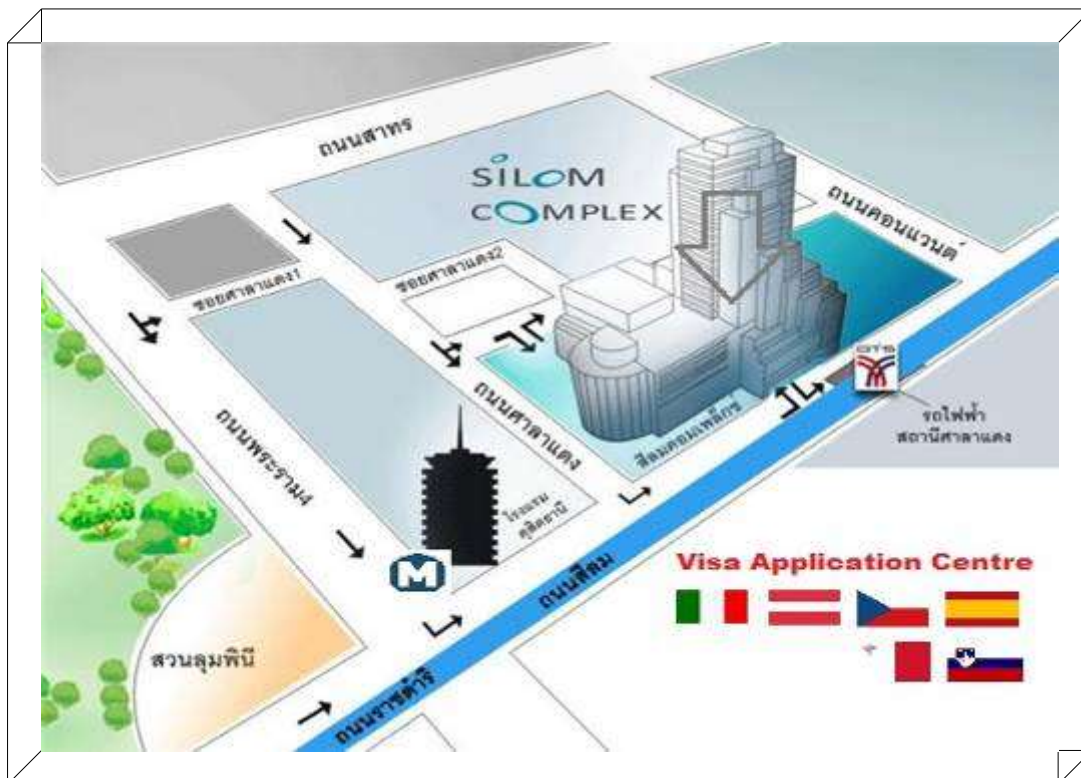 ถนนสาทร
SILOM
COMPLEX
ถนนคอนแวนต์
ซอยศาลาแดง1
ซอยศาลาแดง2
BTS
รถไฟฟ้า
สถานีศาลาแดง
ถนนศาลาแดง
สีลมคอมเพล็กซ์
ถนนพระราม4
โรงแรม
ดุสิตธานี
M
ถนนสีลม
Visa Application Centre
สวนลุมพินี
ถนนราชดำริ